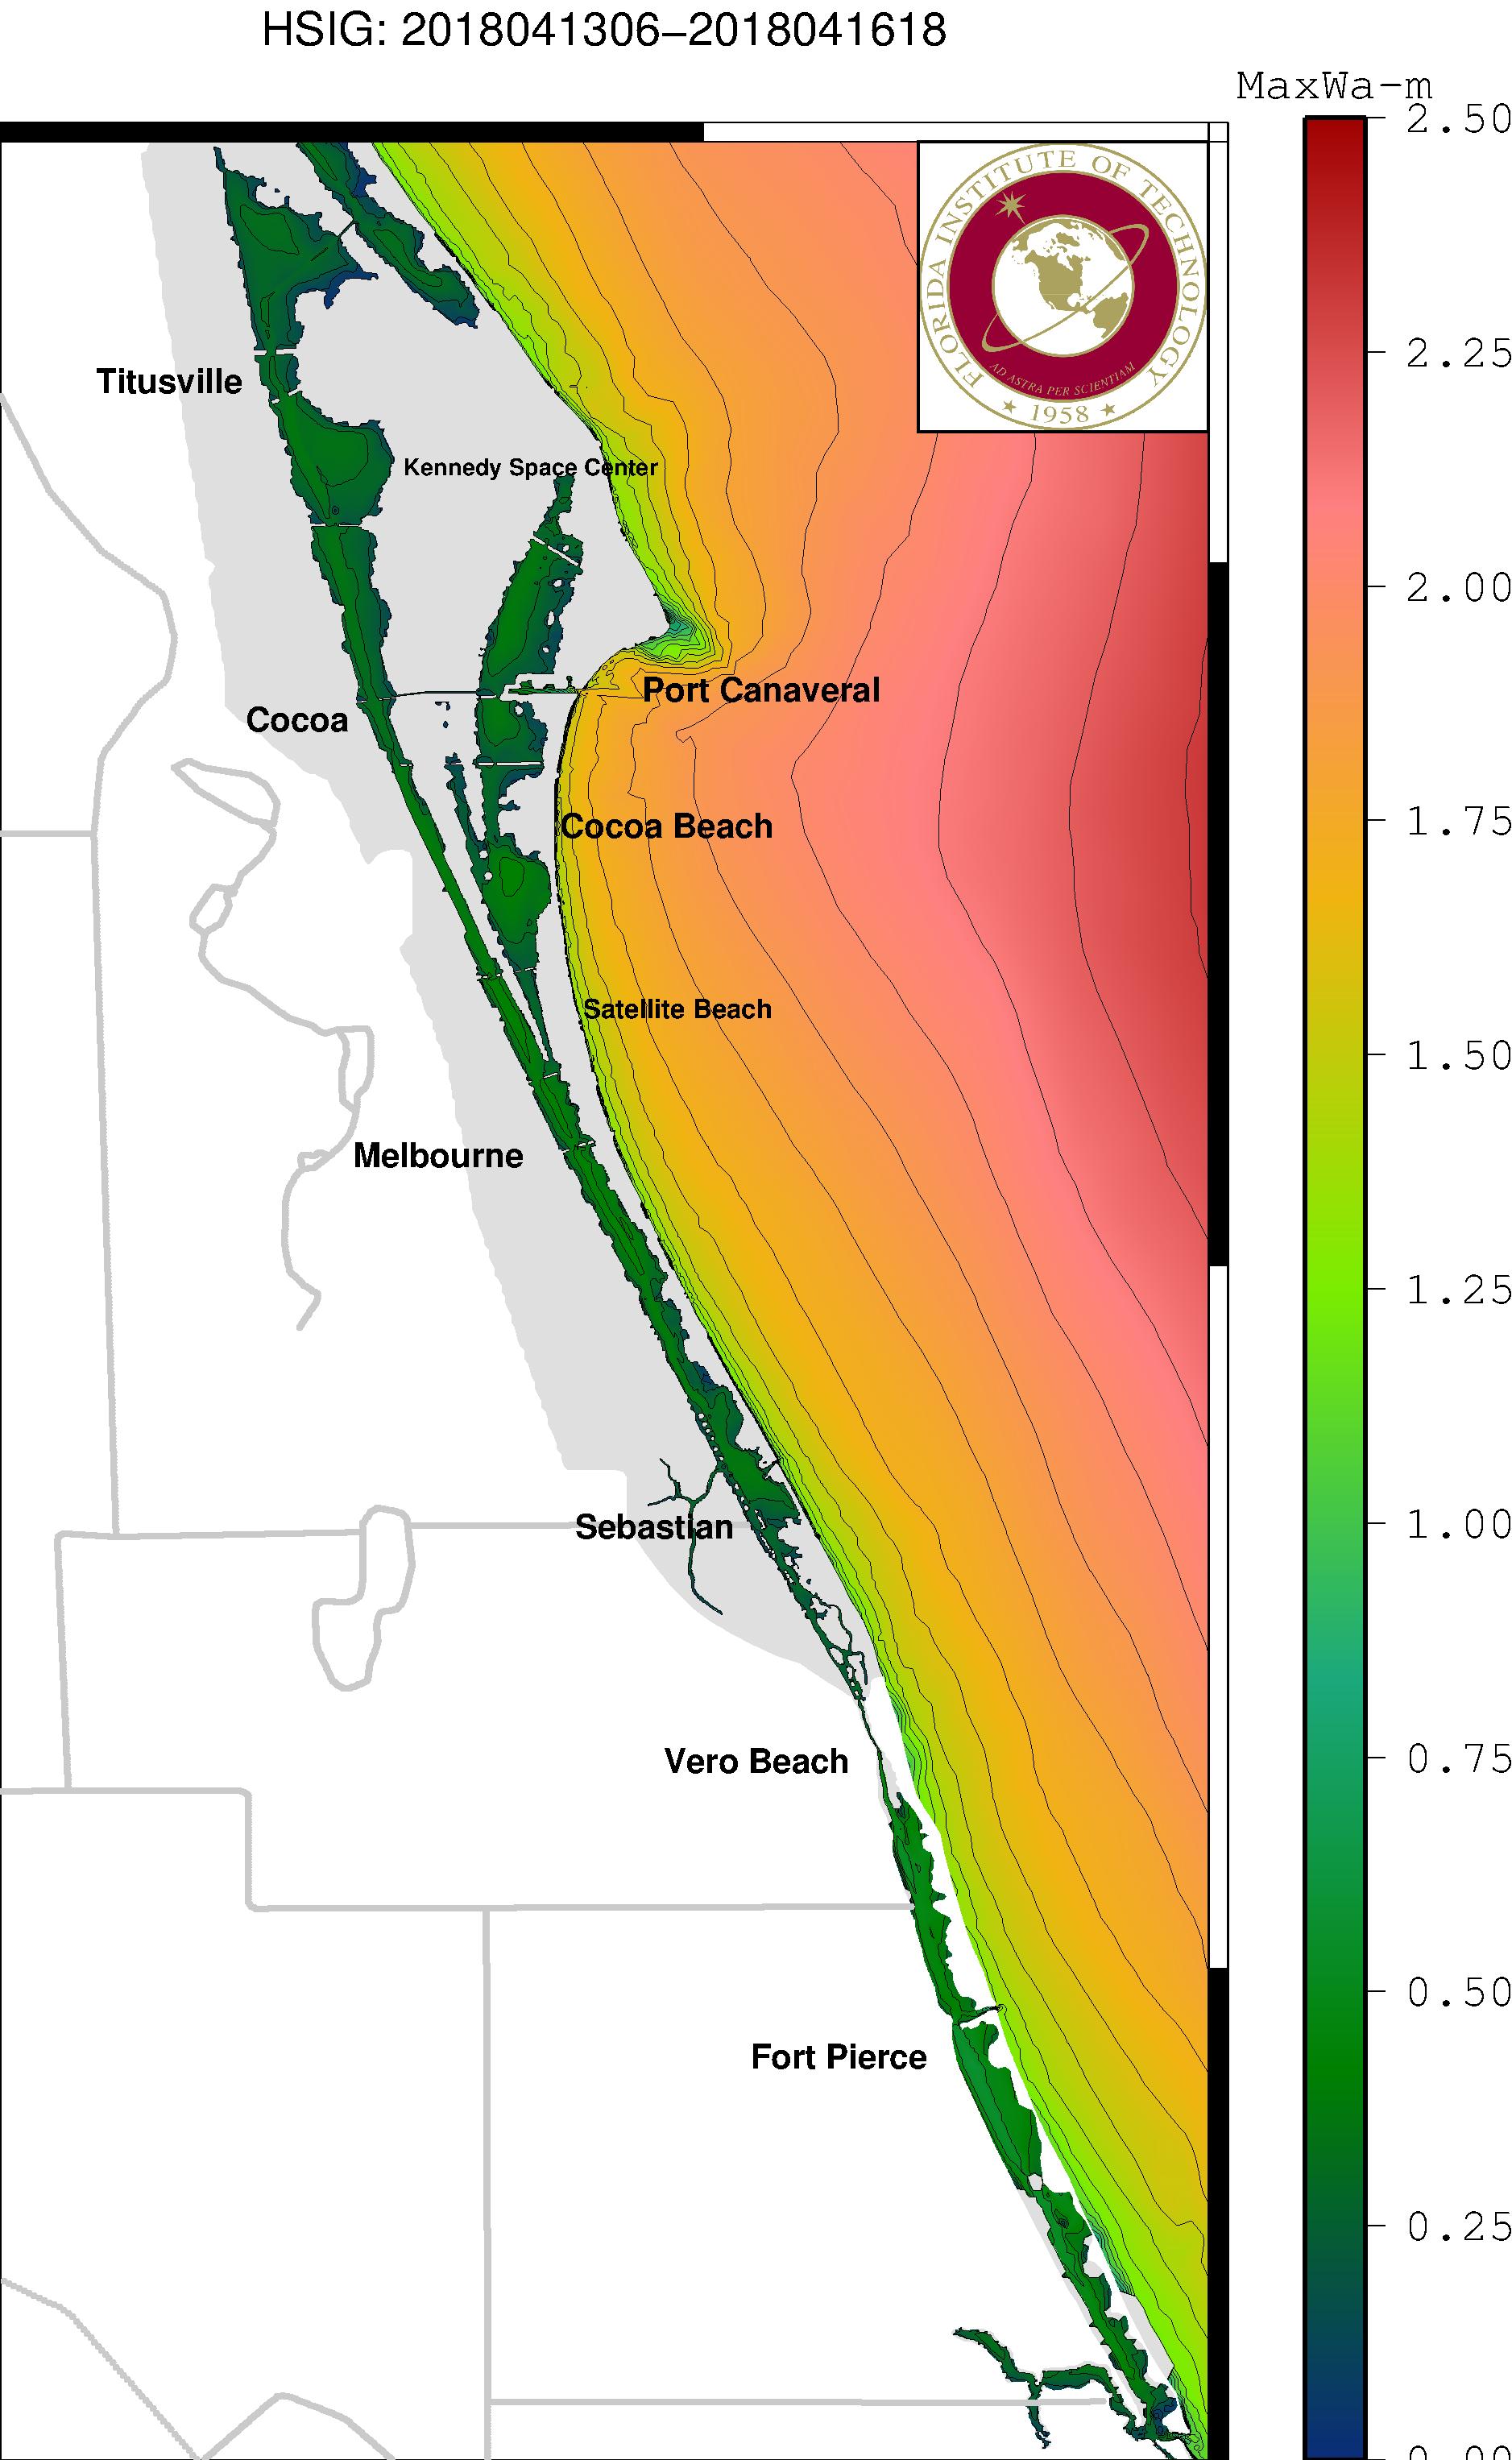 HSIG: 2018041306−2018041618
MaxWa-m
2.50
2.25
2.00
1.75
1.50
1.25
1.00
0.75
0.50
0.25
0.00
FLORIDA INSTITUTE OF TECHNOLOGY
AD ASTRA PER SCIENTIAM
★ 1958 ★
Titusville
Kennedy Space Center
Port Canaveral
Cocoa
Cocoa Beach
Satellite Beach
Melbourne
Sebastian
Vero Beach
Fort Pierce